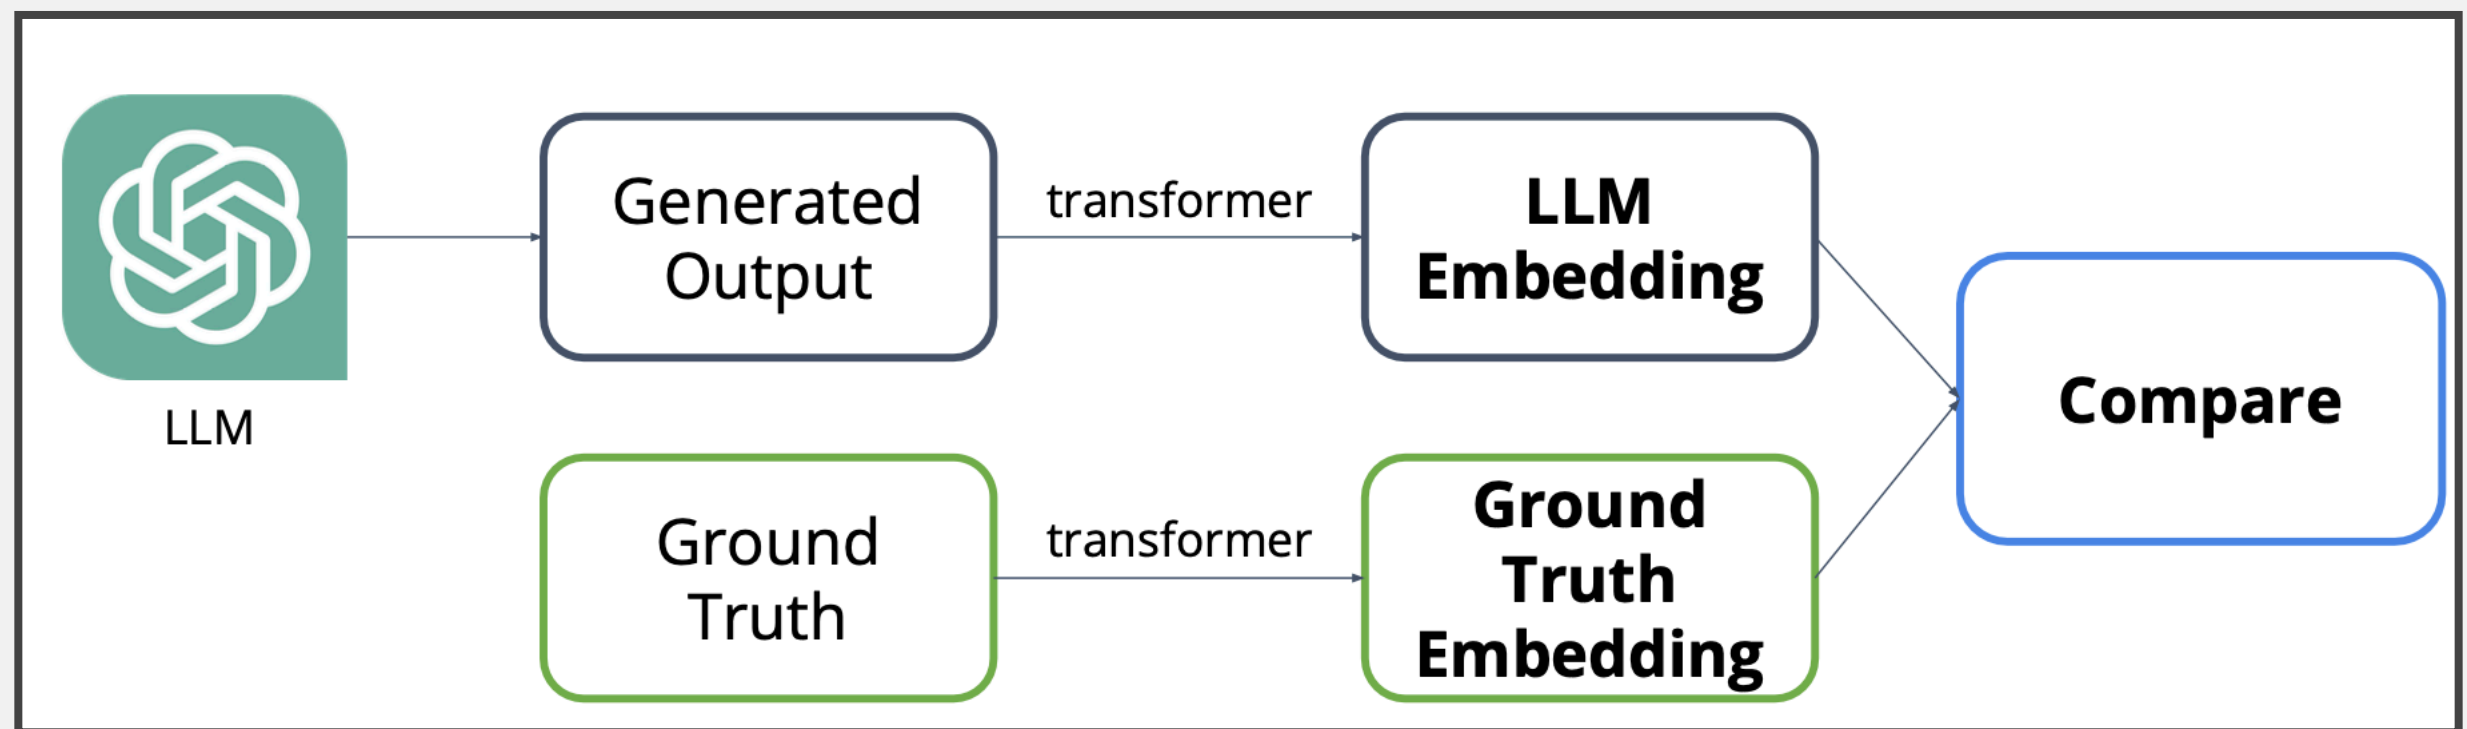 LLM
Generated
Output
transformer
LLM
Embedding
Ground
Truth
transformer
Ground
Truth
Embedding
Compare